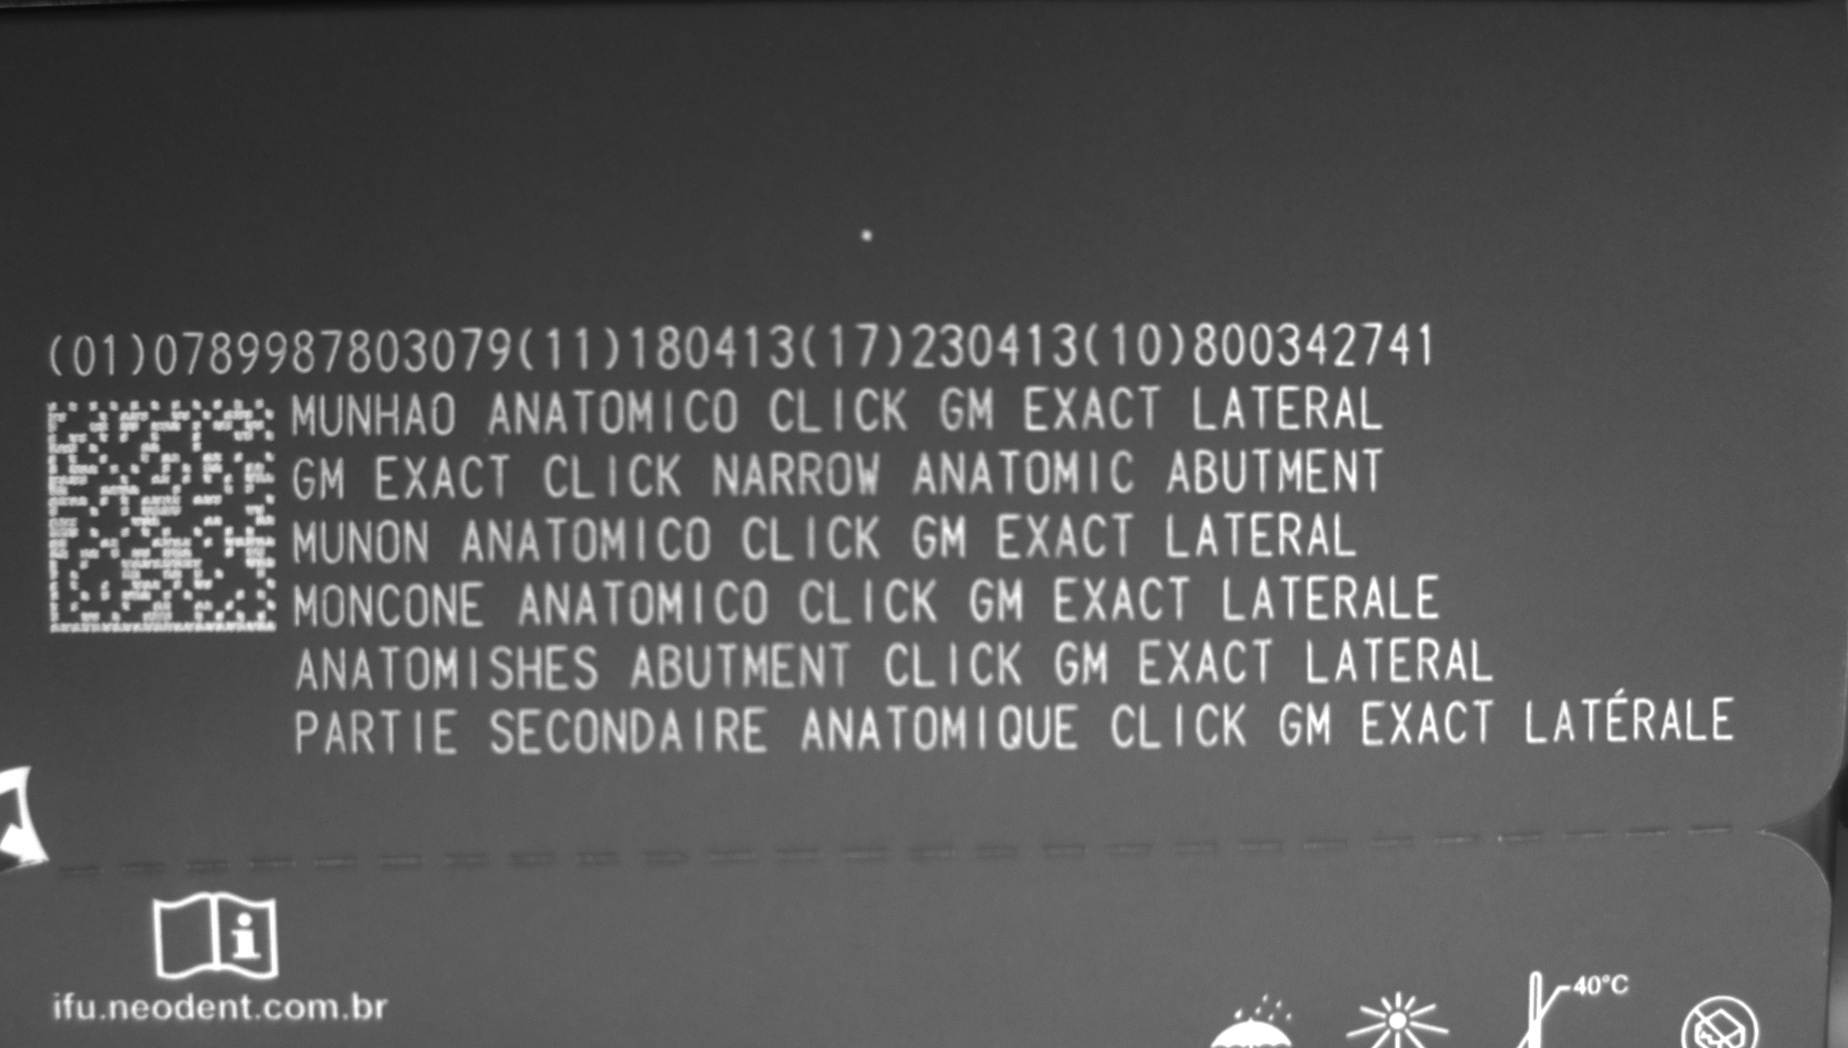 (01)0789987803079(11)180413(17)230413(10)800342741
MUNHAO ANATOMICO CLICK GM EXACT LATERAL
GM EXACT CLICK NARROW ANATOMIC ABUTMENT
MUNON ANATOMICO CLICK GM EXACT LATERAL
MONCONE ANATOMICO CLICK GM EXACT LATERALE
ANATOMISHES ABUTMENT CLICK GM EXACT LATERAL
PARTIE SECONDAIRE ANATOMIQUE CLICK GM EXACT LATÉRALE
i
ifu.neodent.com.br
40°C